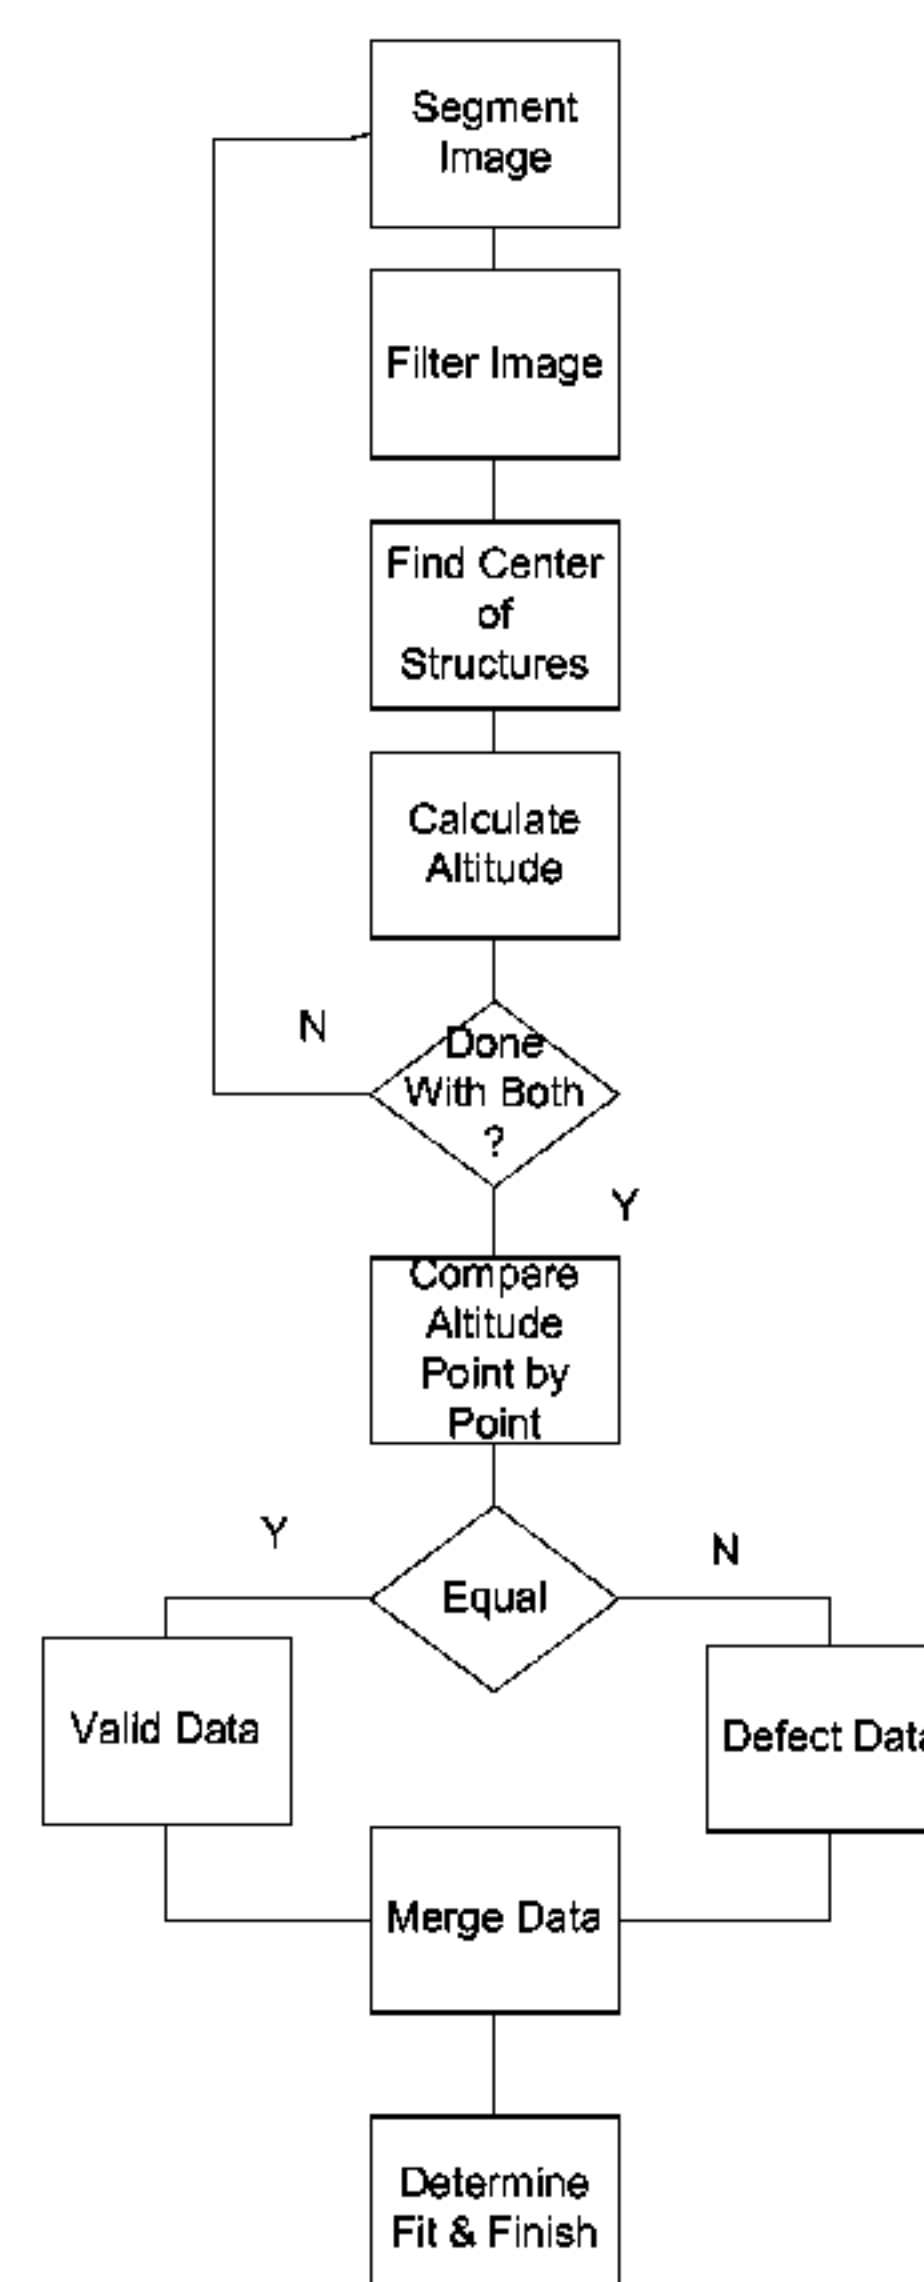 Segment
Image
Filter Image
Find Center
of
Structures
Calculate
Altitude
N
Done
With Both
?
Y
Compare
Altitude
Point by
Point
Y
N
Equal
Valid Data
Defect Data
Merge Data
Determine
Fit & Finish